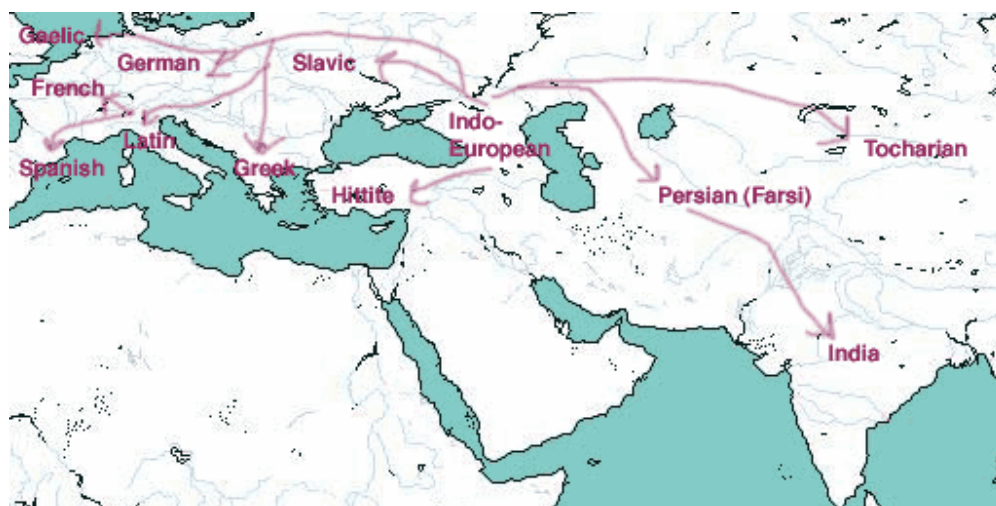 Gaelic
German
Slavic
French
Indo-
European
Latin
Spanish
Greek
Hittite
Tocharian
Persian (Farsi)
India